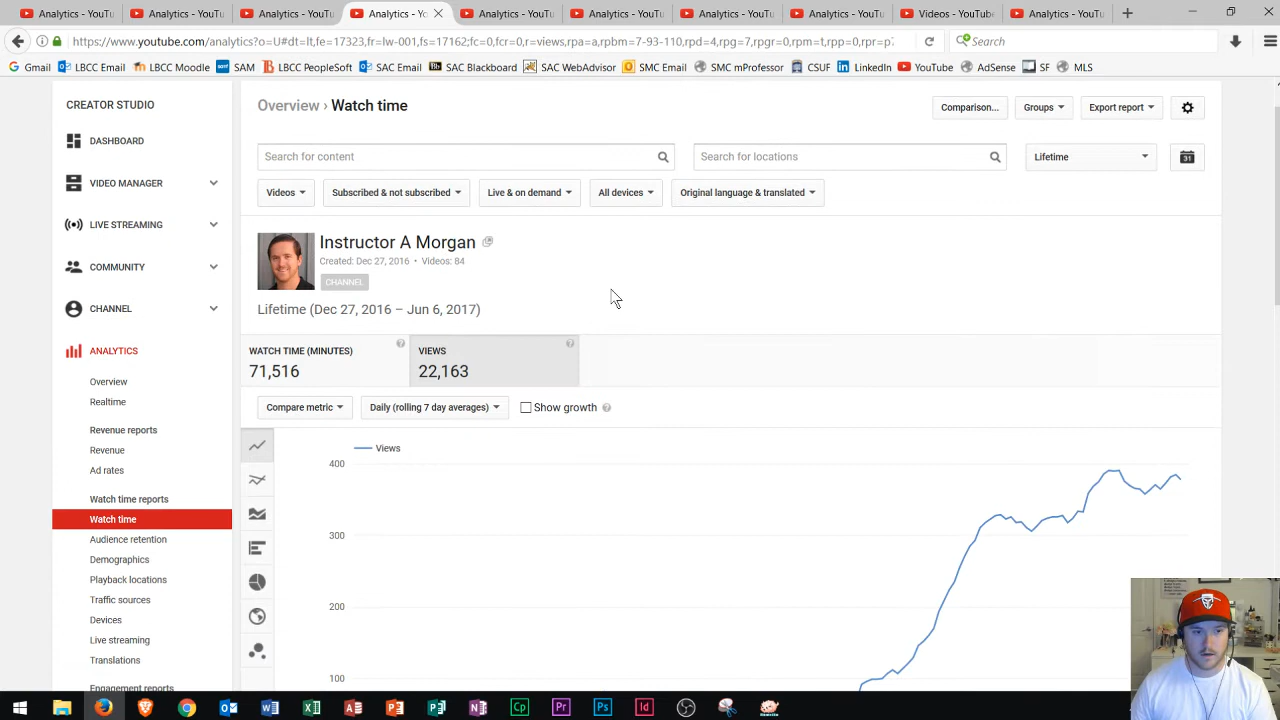 Analytics - YouTu
Analytics - YouTu
Analytics - YouTu
Analytics - YouTu
Analytics - YouTu
Analytics - YouTu
Analytics - YouTu
Analytics - YouTu
Videos - YouTub
Analytics - YouTu
https://www.youtube.com/analytics?o=U#dt=lt,fe=17323,fr=lw-001,fs=17162;fc=0,fcr=0,r=views,rpa=a,rpbm=7-93-110,rpd=4,rpg=7,rpgr=0,rpm=t,rpp=0,rpr=p7
Search
Gmail LBCC Email LBCC Moodle SAM LBCC PeopleSoft SAC Email SAC Blackboard SAC WebAdvisor SMC Email SMC mProfessor CSUF LinkedIn YouTube AdSense SF MLS
CREATOR STUDIO
DASHBOARD
VIDEO MANAGER
LIVE STREAMING
COMMUNITY
CHANNEL
ANALYTICS
Overview
Realtime
Revenue reports
Revenue
Ad rates
Watch time reports
Watch time
Audience retention
Demographics
Playback locations
Traffic sources
Devices
Live streaming
Translations
Engagement reports
Overview › Watch time
Comparison... Groups Export report
Search for content
Search for locations
Lifetime
31
Videos Subscribed & not subscribed Live & on demand All devices Original language & translated
Instructor A Morgan
Created: Dec 27, 2016 • Videos: 84
CHANNEL
Lifetime (Dec 27, 2016 – Jun 6, 2017)
WATCH TIME (MINUTES) ?
71,516
VIEWS ?
22,163
Compare metric Daily (rolling 7 day averages) Show growth ?
Views
400
300
200
100